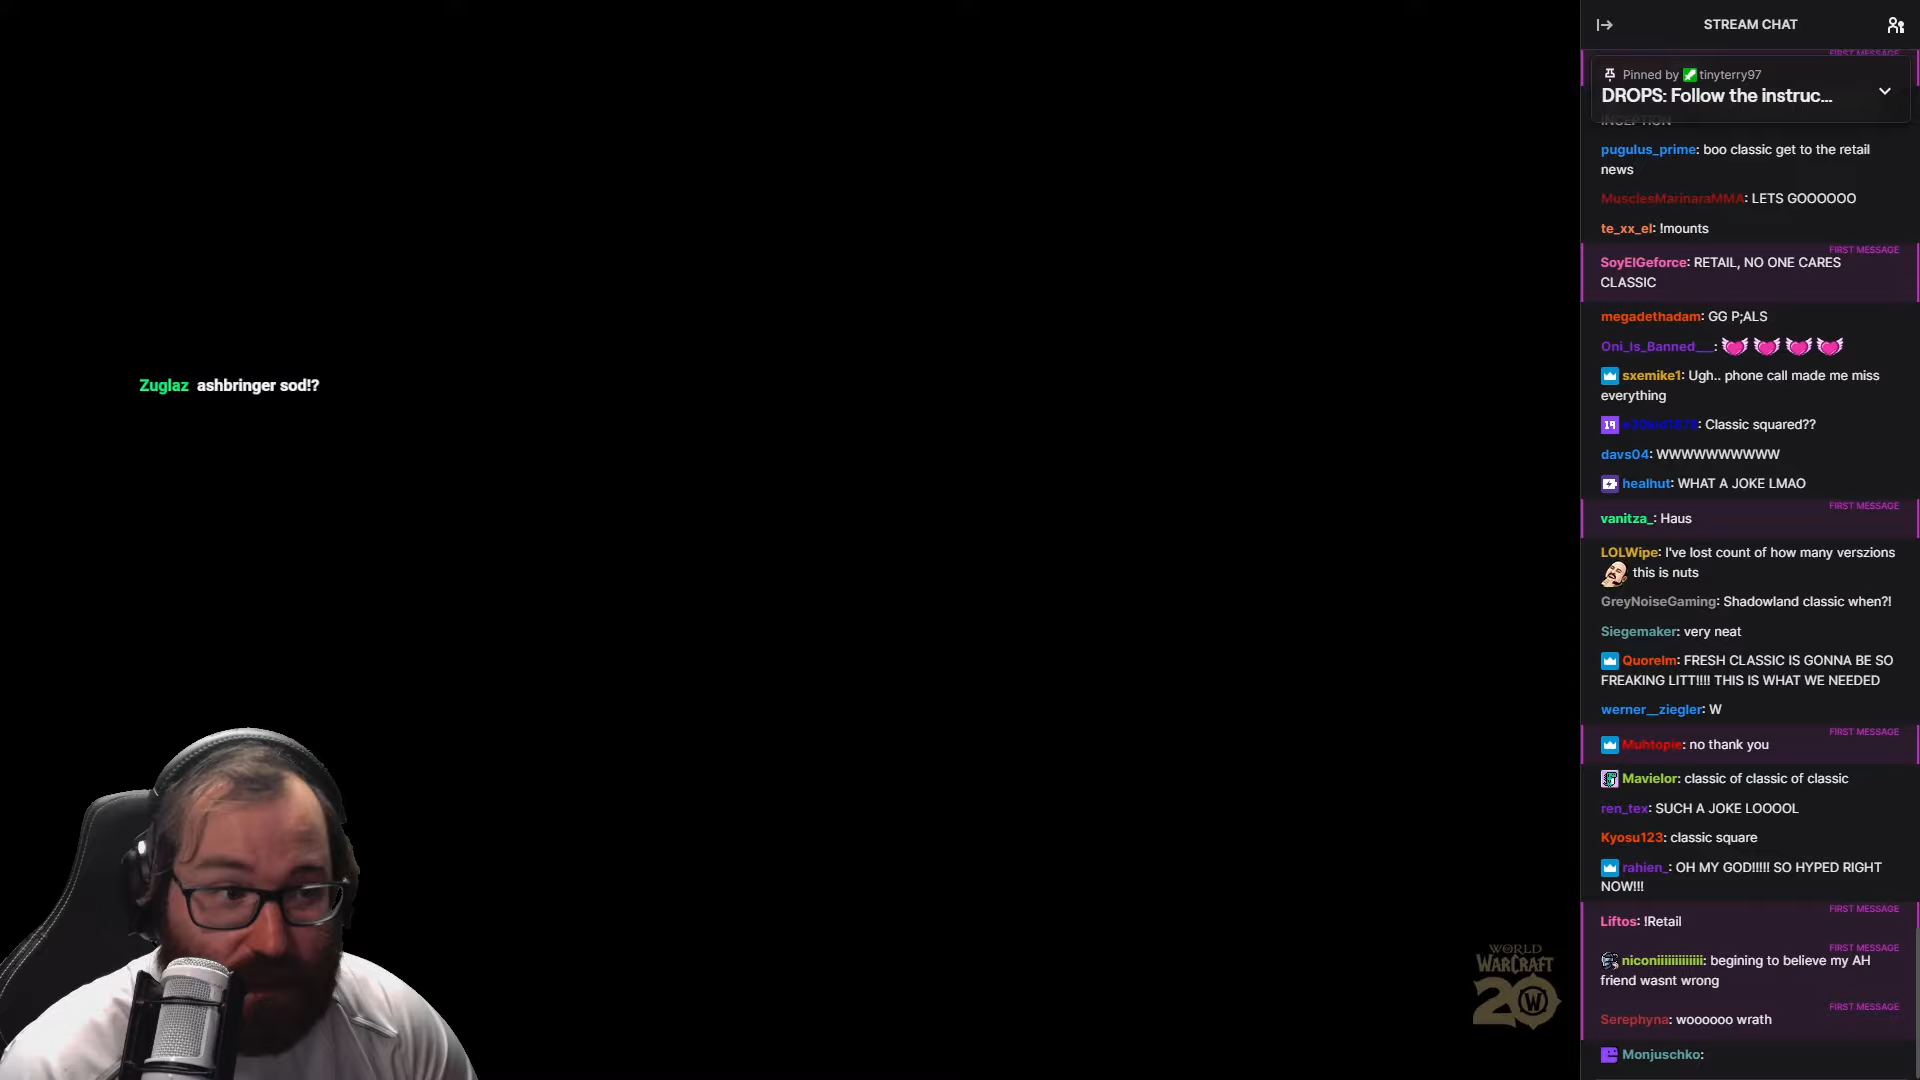 STREAM CHAT
FIRST MESSAGE
Pinned by tinyterry97
DROPS: Follow the instruc...
INCEPTION
pugulus_prime: boo classic get to the retail
news
MusclesMarinaraMMA: LETS GOOOOOO
te_xx_el: !mounts
FIRST MESSAGE
SoyElGeforce: RETAIL, NO ONE CARES
CLASSIC
megadethadam: GG P;ALS
Oni_Is_Banned___:
sxemike1: Ugh.. phone call made me miss
everything
Zuglaz ashbringer sod!?
19 : Classic squared??
davs04: WWWWWWWWWW
healhut: WHAT A JOKE LMAO
FIRST MESSAGE
vanitza_: Haus
LOLWipe: I've lost count of how many verszions
this is nuts
GreyNoiseGaming: Shadowland classic when?!
Siegemaker: very neat
Quorelm: FRESH CLASSIC IS GONNA BE SO
FREAKING LITT!!!! THIS IS WHAT WE NEEDED
werner__ziegler: W
FIRST MESSAGE
Muhtopie: no thank you
Mavielor: classic of classic of classic
ren_tex: SUCH A JOKE LOOOOL
Kyosu123: classic square
rahien_: OH MY GOD!!!!! SO HYPED RIGHT
NOW!!!
FIRST MESSAGE
Liftos: !Retail
FIRST MESSAGE
: begining to believe my AH
friend wasnt wrong
FIRST MESSAGE
Serephyna: woooooo wrath
Monjuschko:
WORLD
WARCRAFT
20